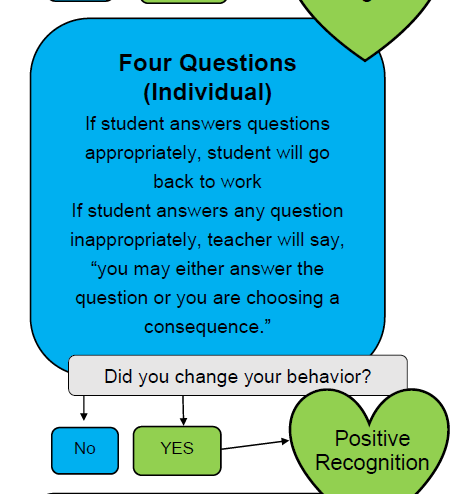 Four Questions
(Individual)
If student answers questions
appropriately, student will go
back to work
If student answers any question
inappropriately, teacher will say,
“you may either answer the
question or you are choosing a
consequence.”
Did you change your behavior?
No
YES
Positive
Recognition